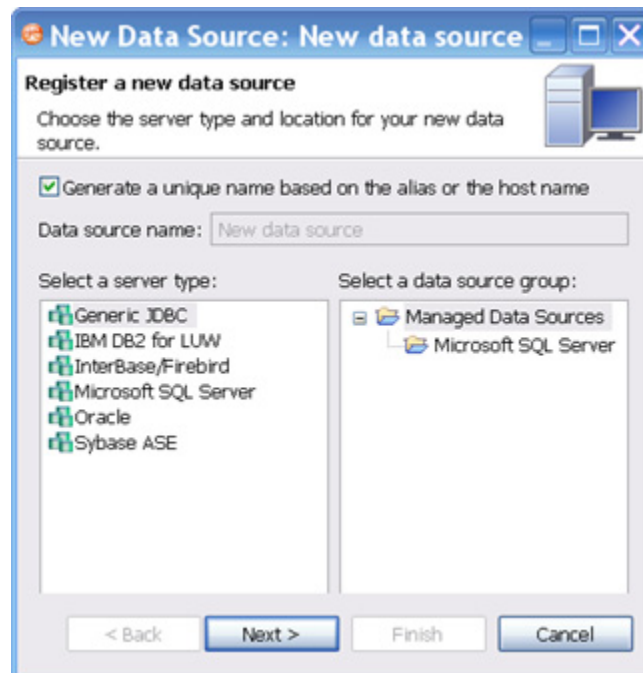 New Data Source: New data source
Register a new data source
Choose the server type and location for your new data
source.
Generate a unique name based on the alias or the host name
Data source name: New data source
Select a server type:
Generic JDBC
IBM DB2 for LUW
InterBase/Firebird
Microsoft SQL Server
Oracle
Sybase ASE
Select a data source group:
Managed Data Sources
Microsoft SQL Server
< Back Next > Finish Cancel